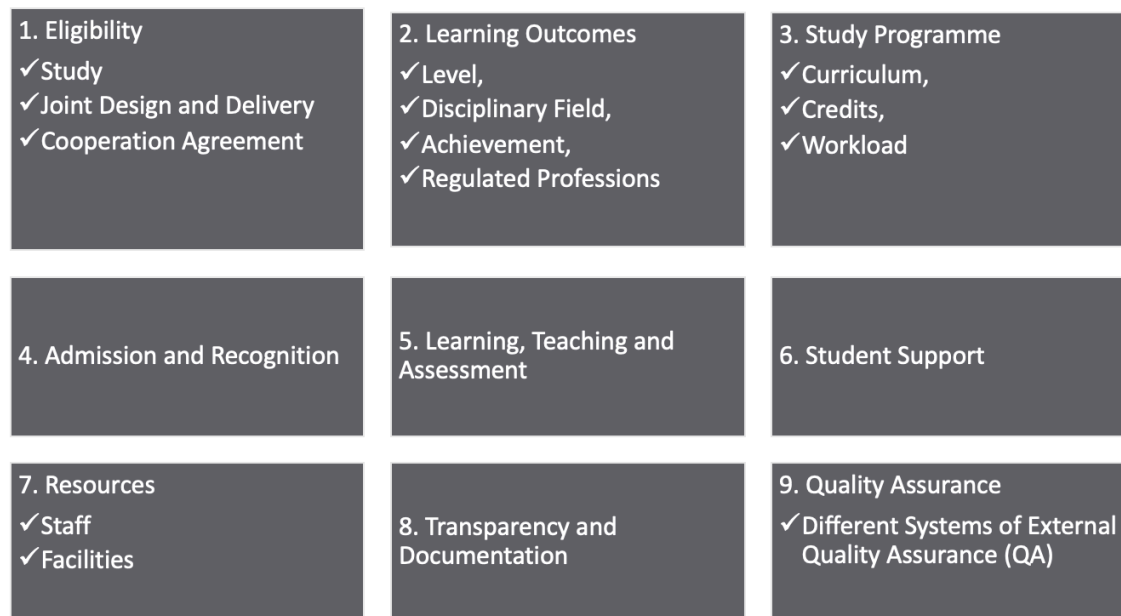 1. Eligibility
✓Study
✓Joint Design and Delivery
✓Cooperation Agreement
2. Learning Outcomes
✓Level,
✓Disciplinary Field,
✓Achievement,
✓Regulated Professions
3. Study Programme
✓Curriculum,
✓Credits,
✓Workload
4. Admission and Recognition
5. Learning, Teaching and
Assessment
6. Student Support
7. Resources
✓Staff
✓Facilities
8. Transparency and
Documentation
9. Quality Assurance
✓Different Systems of External
Quality Assurance (QA)